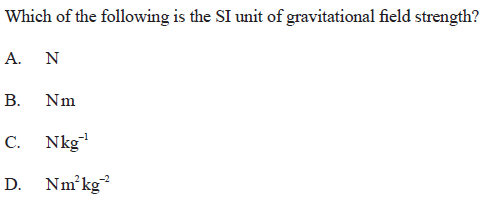 Which of the following is the SI unit of gravitational field strength?
A. N
B. Nm
C. Nkg⁻¹
D. Nm²kg⁻²